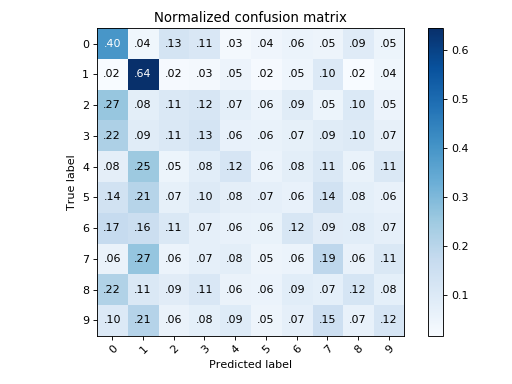 Normalized confusion matrix
0 .40 .04 .13 .11 .03 .04 .06 .05 .09 .05
1 .02 .64 .02 .03 .05 .02 .05 .10 .02 .04
2 .27 .08 .11 .12 .07 .06 .09 .05 .10 .05
3 .22 .09 .11 .13 .06 .06 .07 .09 .10 .07
4 .08 .25 .05 .08 .12 .06 .08 .11 .06 .11
5 .14 .21 .07 .10 .08 .07 .06 .14 .08 .06
6 .17 .16 .11 .07 .06 .06 .12 .09 .08 .07
7 .06 .27 .06 .07 .08 .05 .06 .19 .06 .11
8 .22 .11 .09 .11 .06 .06 .09 .07 .12 .08
9 .10 .21 .06 .08 .09 .05 .07 .15 .07 .12
0 1 2 3 4 5 6 7 8 9
True label
Predicted label
0.6
0.5
0.4
0.3
0.2
0.1